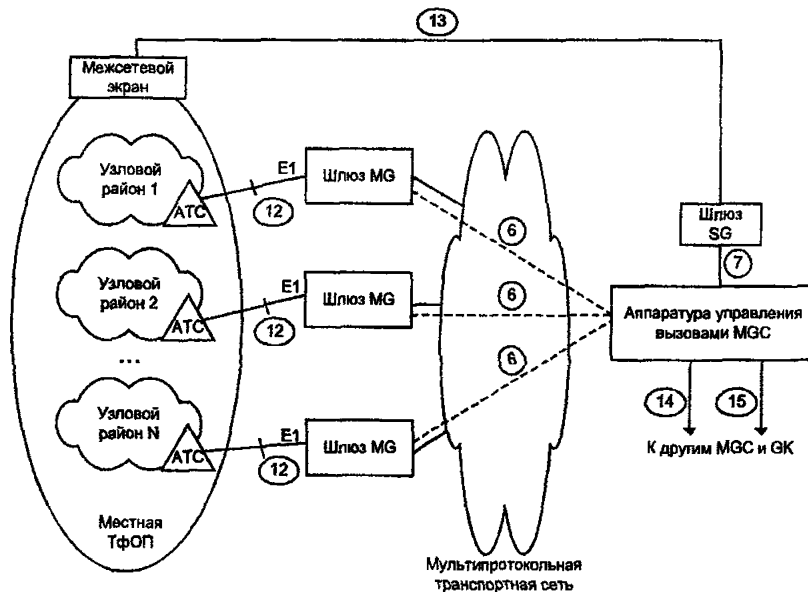 13
Межсетевой
экран
Узловой
район 1
АТС
12
E1
Шлюз MG
6
Шлюз
SG
7
Узловой
район 2
АТС
12
E1
Шлюз MG
6
Аппаратура управления
вызовами MGC
...
6
14
15
К другим MGC и GK
Узловой
район N
АТС
12
E1
Шлюз MG
Местная
ТфОП
Мультипротокольная
транспортная сеть